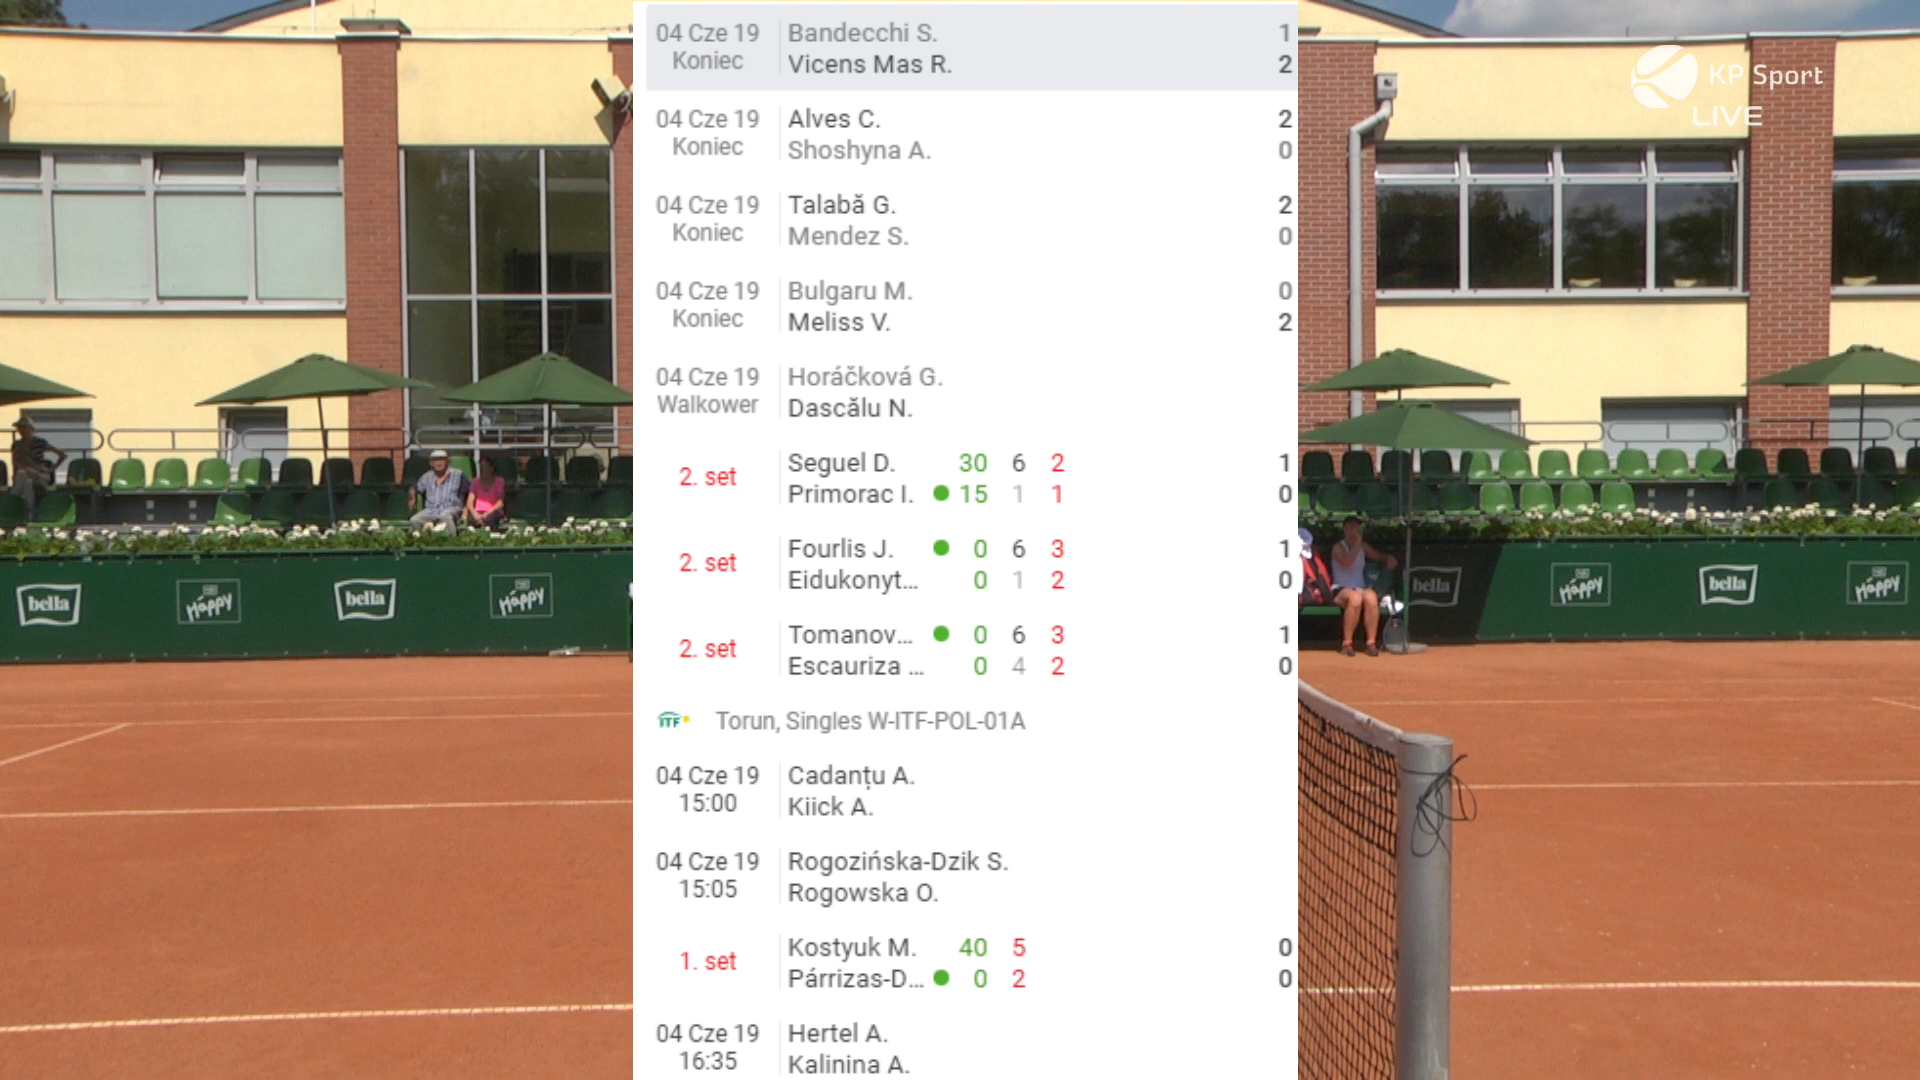 04 Cze 19 Bandecchi S. 1
Koniec Vicens Mas R. 2
04 Cze 19 Alves C. 2
Koniec Shoshyna A. 0
04 Cze 19 Talabă G. 2
Koniec Mendez S. 0
04 Cze 19 Bulgaru M. 0
Koniec Meliss V. 2
04 Cze 19 Horáčková G.
Walkower Dascălu N.
2. set
Seguel D. 30 6 2 1
Primorac I. 15 1 1 0
2. set
Fourlis J. 0 6 3 1
Eidukonyt... 0 1 2 0
2. set
Tomanov... 0 6 3 1
Escauriza ... 0 4 2 0
ITF Torun, Singles W-ITF-POL-01A
04 Cze 19 Cadanțu A.
15:00 Kiick A.
04 Cze 19 Rogozińska-Dzik S.
15:05 Rogowska O.
1. set
Kostyuk M. 40 5 0
Párrizas-D... 0 2 0
04 Cze 19 Hertel A.
16:35 Kalinina A.
KP Sport
LIVE
bella
Happy
bella
Happy
bella
Happy
bella
Happy